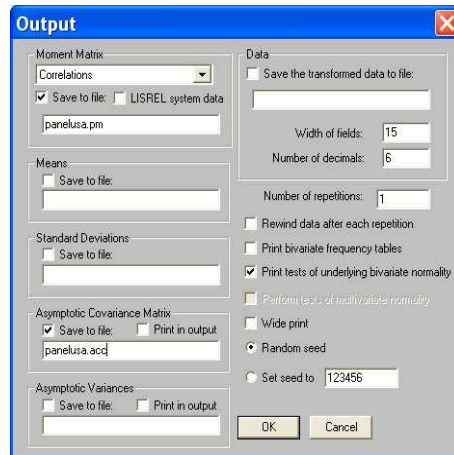 Output
Moment Matrix
Correlations
Save to file: LISREL system data
panelusa.pm
Means
Save to file:
Standard Deviations
Save to file:
Asymptotic Covariance Matrix
Save to file: Print in output
panelusa.acc
Asymptotic Variances
Save to file: Print in output
Data
Save the transformed data to file:
Width of fields: 15
Number of decimals: 6
Number of repetitions: 1
Rewind data after each repetition
Print bivariate frequency tables
Print tests of underlying bivariate normality
Perform tests of multivariate normality
Wide print
Random seed
Set seed to 123456
OK Cancel